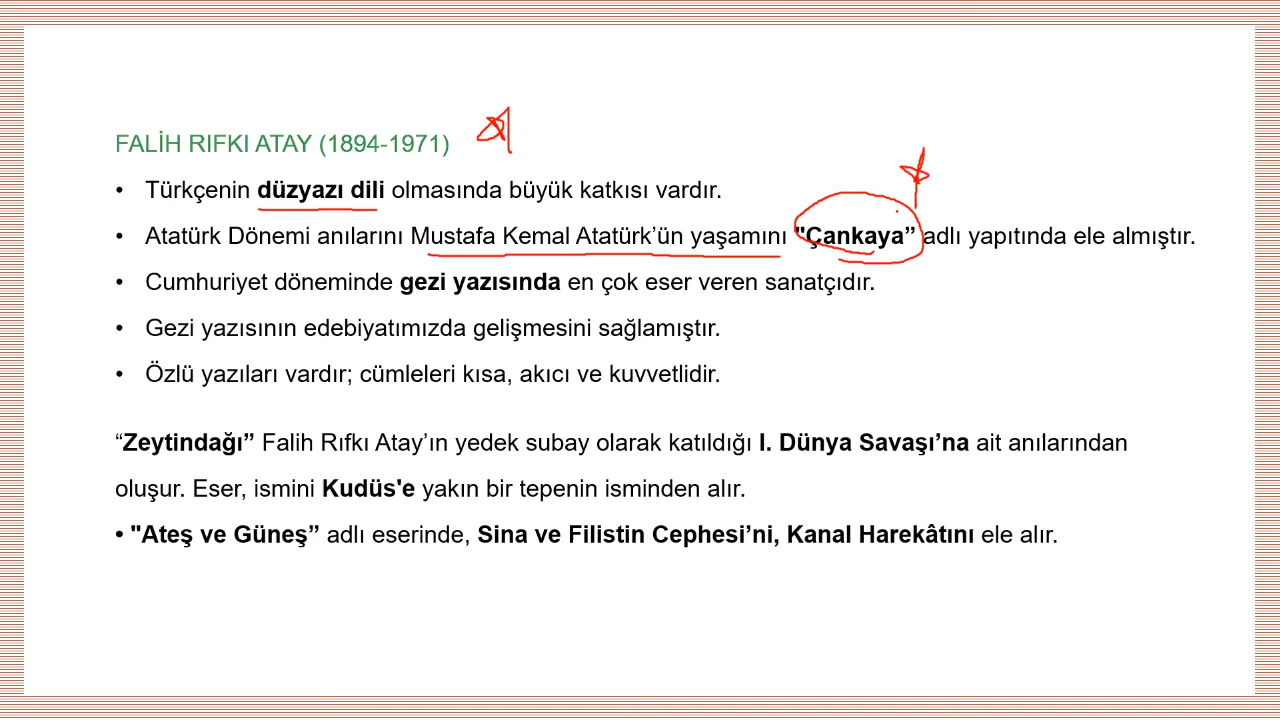 FALİH RIFKI ATAY (1894-1971)
• Türkçenin düzyazı dili olmasında büyük katkısı vardır.
• Atatürk Dönemi anılarını Mustafa Kemal Atatürk’ün yaşamını "Çankaya” adlı yapıtında ele almıştır.
• Cumhuriyet döneminde gezi yazısında en çok eser veren sanatçıdır.
• Gezi yazısının edebiyatımızda gelişmesini sağlamıştır.
• Özlü yazıları vardır; cümleleri kısa, akıcı ve kuvvetlidir.
“Zeytindağı” Falih Rıfkı Atay’ın yedek subay olarak katıldığı I. Dünya Savaşı’na ait anılarından
oluşur. Eser, ismini Kudüs'e yakın bir tepenin isminden alır.
• "Ateş ve Güneş” adlı eserinde, Sina ve Filistin Cephesi’ni, Kanal Harekâtını ele alır.